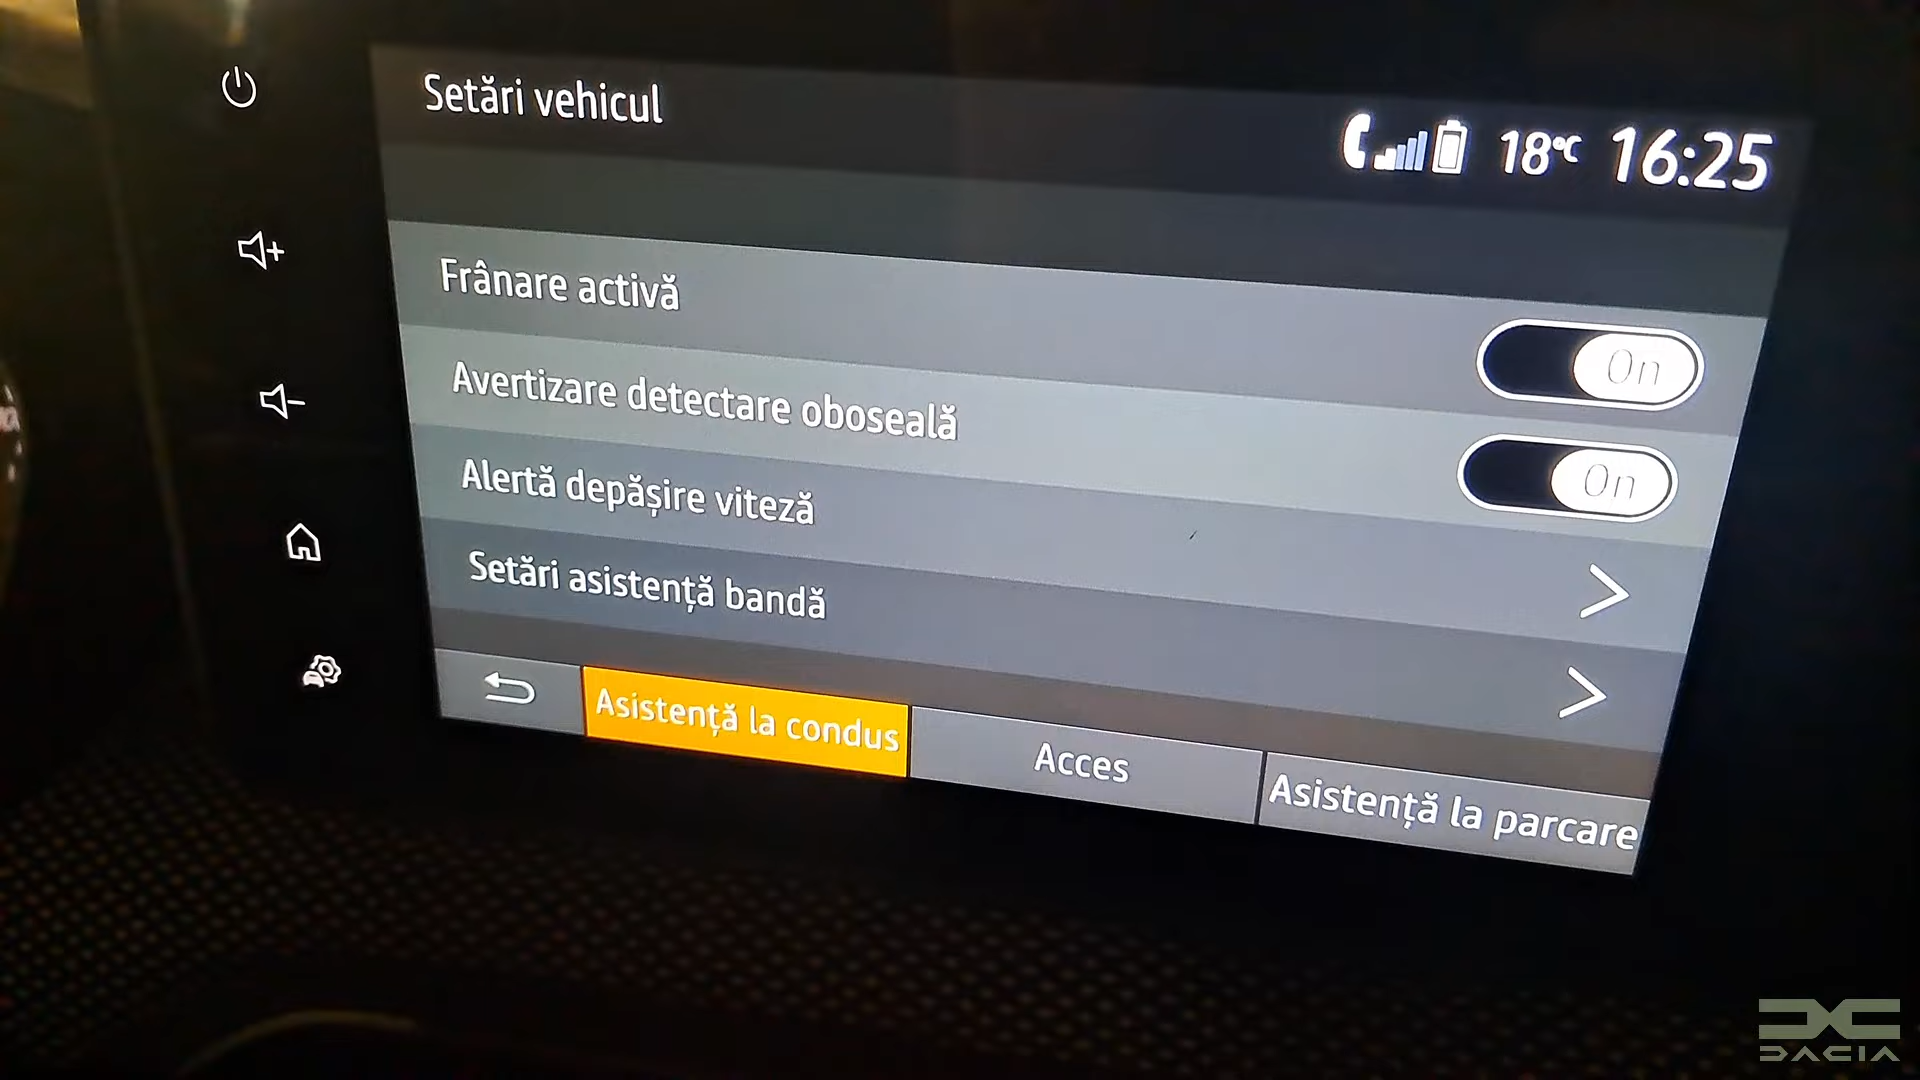 Setări vehicul
18°C 16:25
Frânare activă
On
Avertizare detectare oboseală
On
Alertă depășire viteză
Setări asistență bandă
Asistență la condus
Acces
Asistență la parcare
DACIA